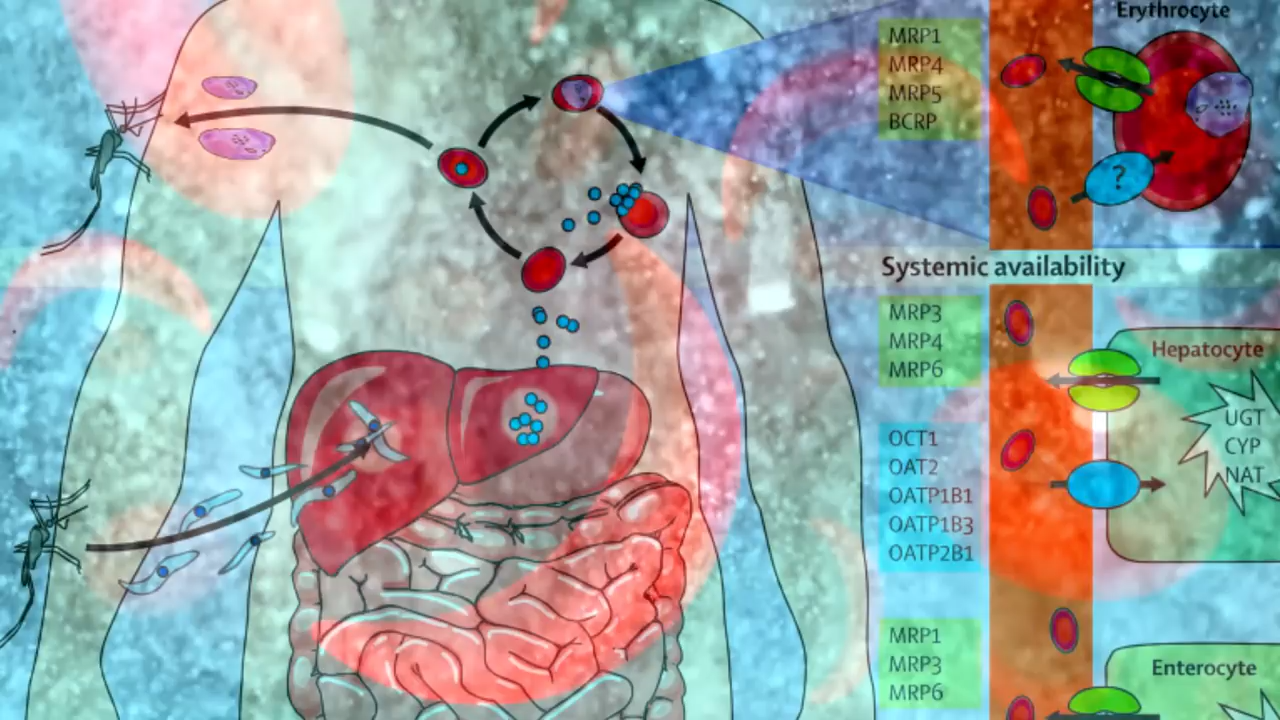 Erythrocyte
MRP1
MRP4
MRP5
BCRP
?
Systemic availability
MRP3
MRP4
MRP6
Hepatocyte
UGT
CYP
NAT
OCT1
OAT2
OATP1B1
OATP1B3
OATP2B1
MRP1
MRP3
MRP6
Enterocyte